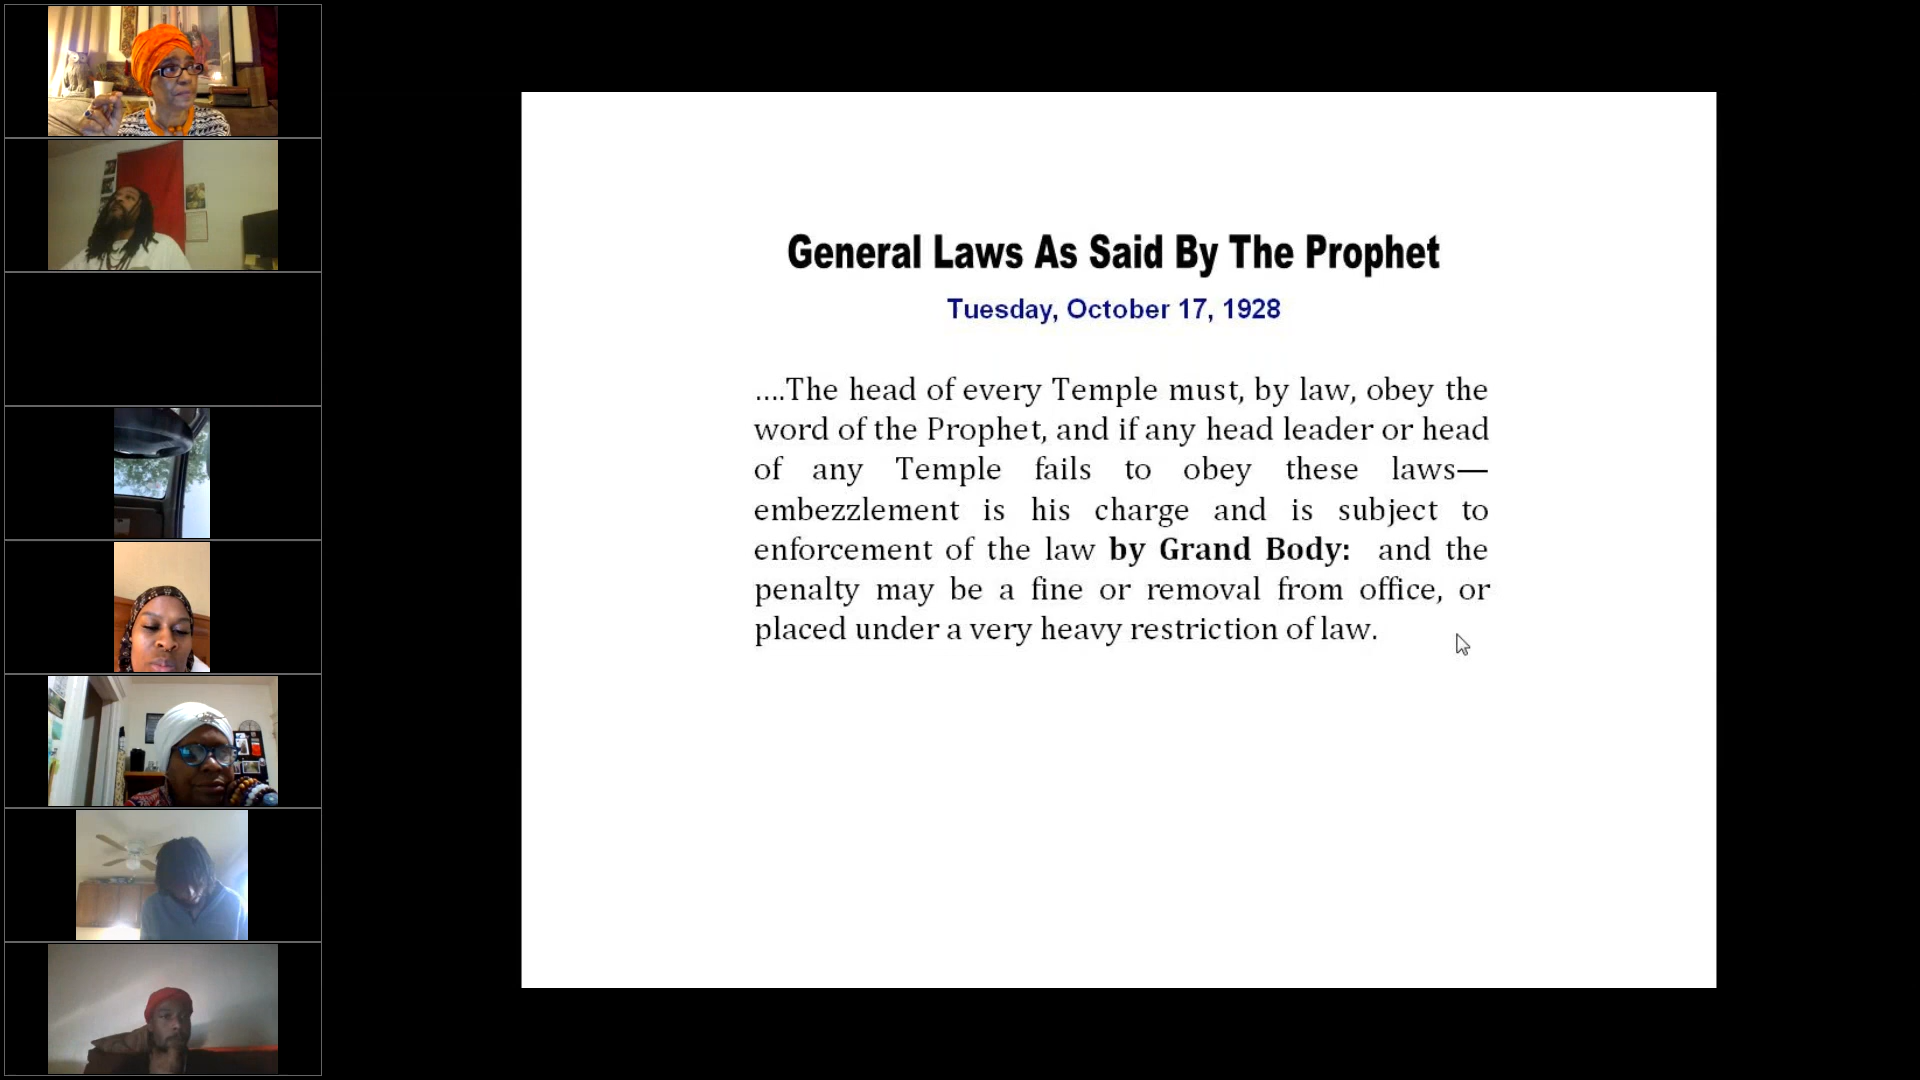 General Laws As Said By The Prophet
Tuesday, October 17, 1928
....The head of every Temple must, by law, obey the
word of the Prophet, and if any head leader or head
of any Temple fails to obey these laws—
embezzlement is his charge and is subject to
enforcement of the law by Grand Body:  and the
penalty may be a fine or removal from office, or
placed under a very heavy restriction of law.